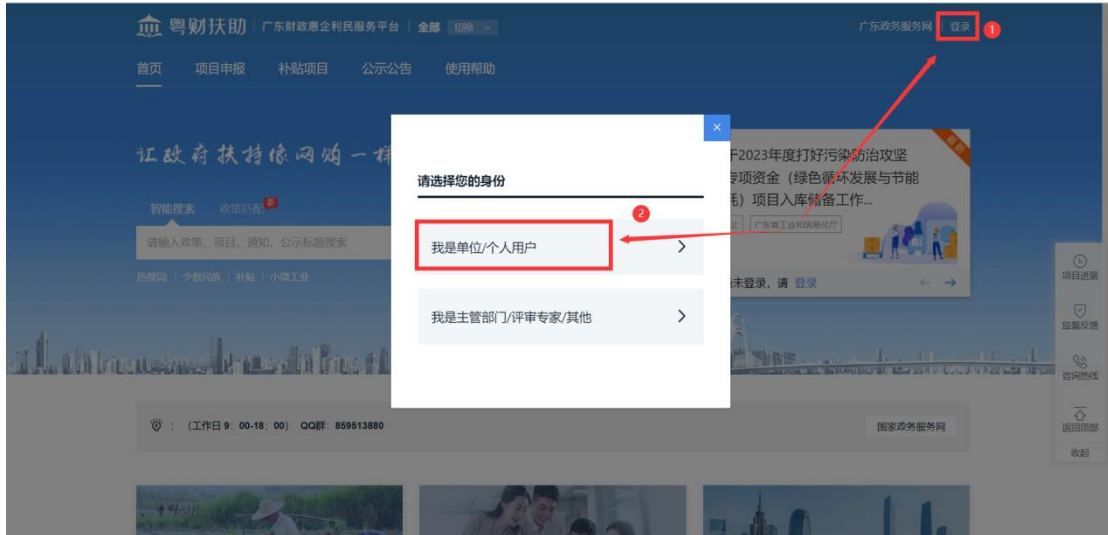 粤财扶助 广东财政惠企利民服务平台 全部 切换
广东政务服务网 登录 1
首页 项目申报 补贴项目 公示公告 使用帮助
让政府扶持像网购一样
请选择您的身份
智能搜索 政策匹配 新
请输入政策、项目、通知、公示标题搜索
热搜词: 少数民族 补贴 小微工业
2
我是单位/个人用户
我是主管部门/评审专家/其他
于2023年度打好污染防治攻坚
专项资金(绿色循环发展与节能
耗)项目入库储备工作...
广东省工业和信息化厅
未登录,请 登录
项目进展
监督反馈
咨询热线
返回顶部
收起
: (工作日 9:00-18:00) QQ群:859513880
国家政务服务网